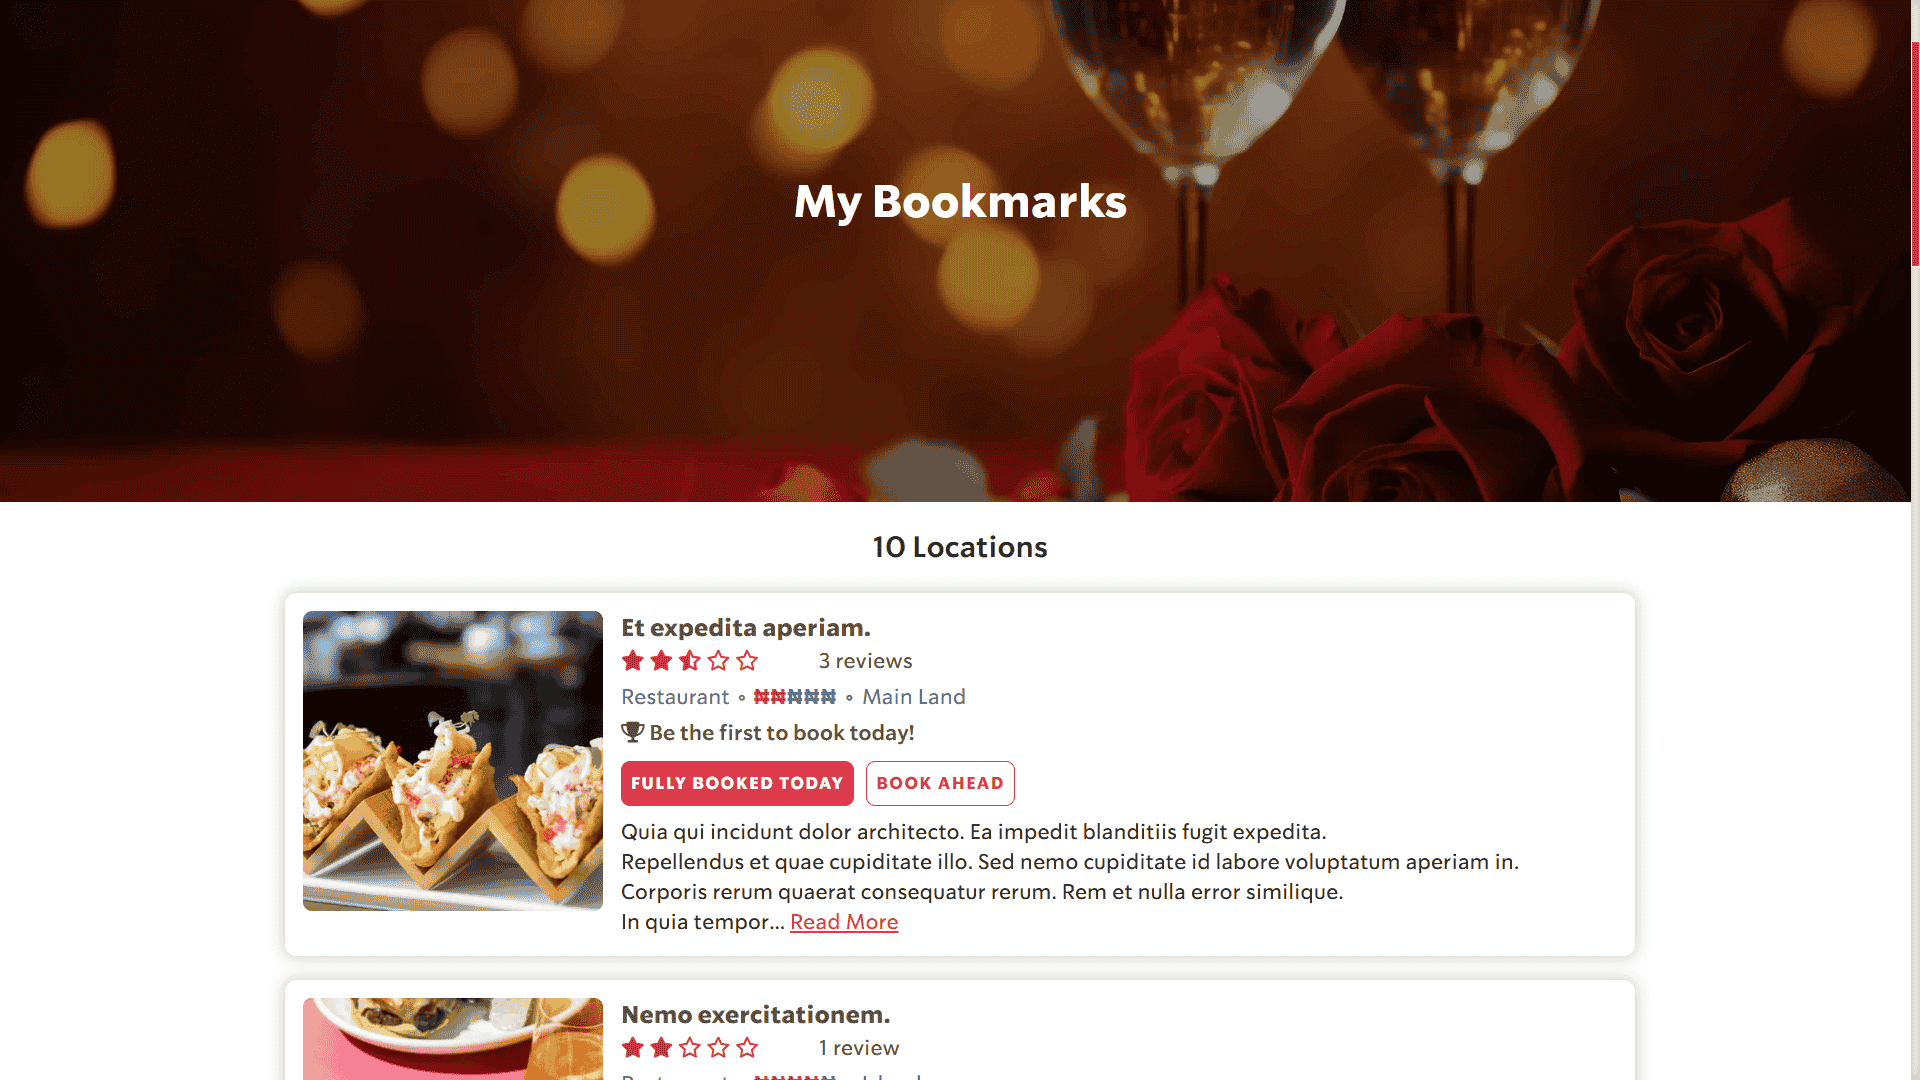 My Bookmarks
10 Locations
Et expedita aperiam.
3 reviews
Restaurant ∘ ₦₦₦₦₦ ∘ Main Land
Be the first to book today!
FULLY BOOKED TODAY BOOK AHEAD
Quia qui incidunt dolor architecto. Ea impedit blanditiis fugit expedita.
Repellendus et quae cupiditate illo. Sed nemo cupiditate id labore voluptatum aperiam in.
Corporis rerum quaerat consequatur rerum. Rem et nulla error similique.
In quia tempor... Read More
Nemo exercitationem.
1 review